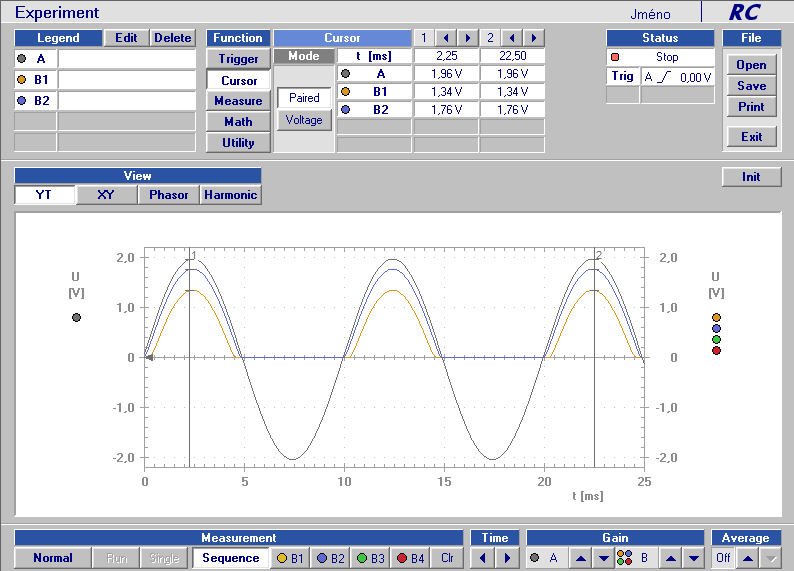 Experiment Jméno RC
Legend Edit Delete Function Cursor 1 2 Status File
A Trigger Mode t [ms] 2,25 22,50 Stop Open
B1 Cursor A 1,96 V 1,96 V Trig A 0,00 V Save
B2 Measure Paired B1 1,34 V 1,34 V Print
Math Voltage B2 1,76 V 1,76 V
Utility Exit
View Init
YT XY Phasor Harmonic
1 2
U [V]
2,0
1,0
0
-1,0
-2,0
2,0
1,0
0
-1,0
-2,0
U [V]
0 5 10 15 20 25
t [ms]
Measurement Time Gain Average
Normal Run Single Sequence B1 B2 B3 B4 Clr A B Off